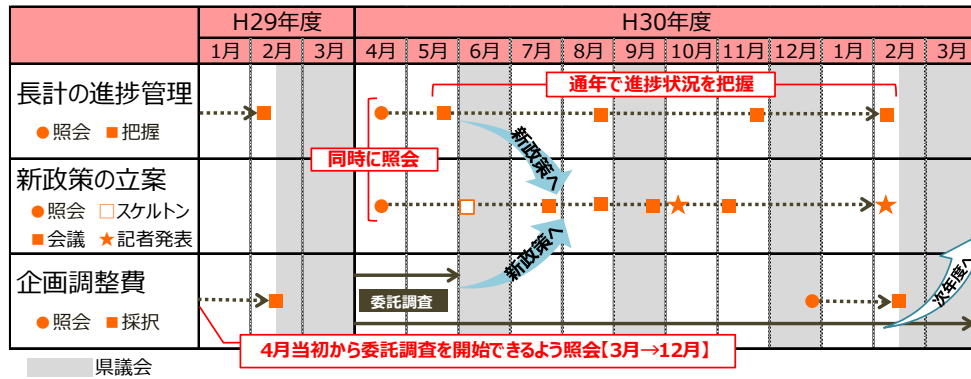 H29年度 H30年度
1月 2月 3月 4月 5月 6月 7月 8月 9月 10月 11月 12月 1月 2月 3月
長計の進捗管理
●照会 ■把握
通年で進捗状況を把握
同時に照会
新政策へ
新政策の立案
●照会 □スケルトン
■会議 ★記者発表
新政策へ
企画調整費
●照会 ■採択
委託調査
次年度へ
4月当初から委託調査を開始できるよう照会【3月→12月】
県議会